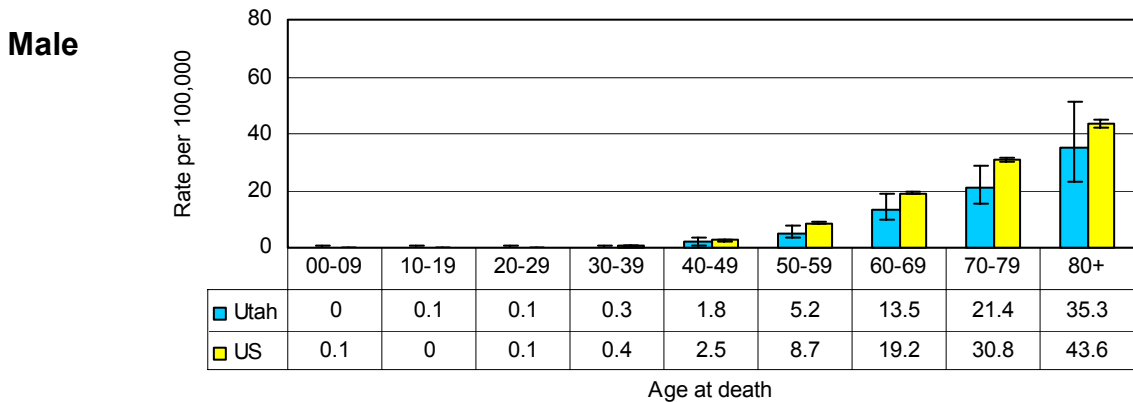 Male
Rate per 100,000
80
60
40
20
0
00-09 10-19 20-29 30-39 40-49 50-59 60-69 70-79 80+
Utah 0 0.1 0.1 0.3 1.8 5.2 13.5 21.4 35.3
US 0.1 0 0.1 0.4 2.5 8.7 19.2 30.8 43.6
Age at death